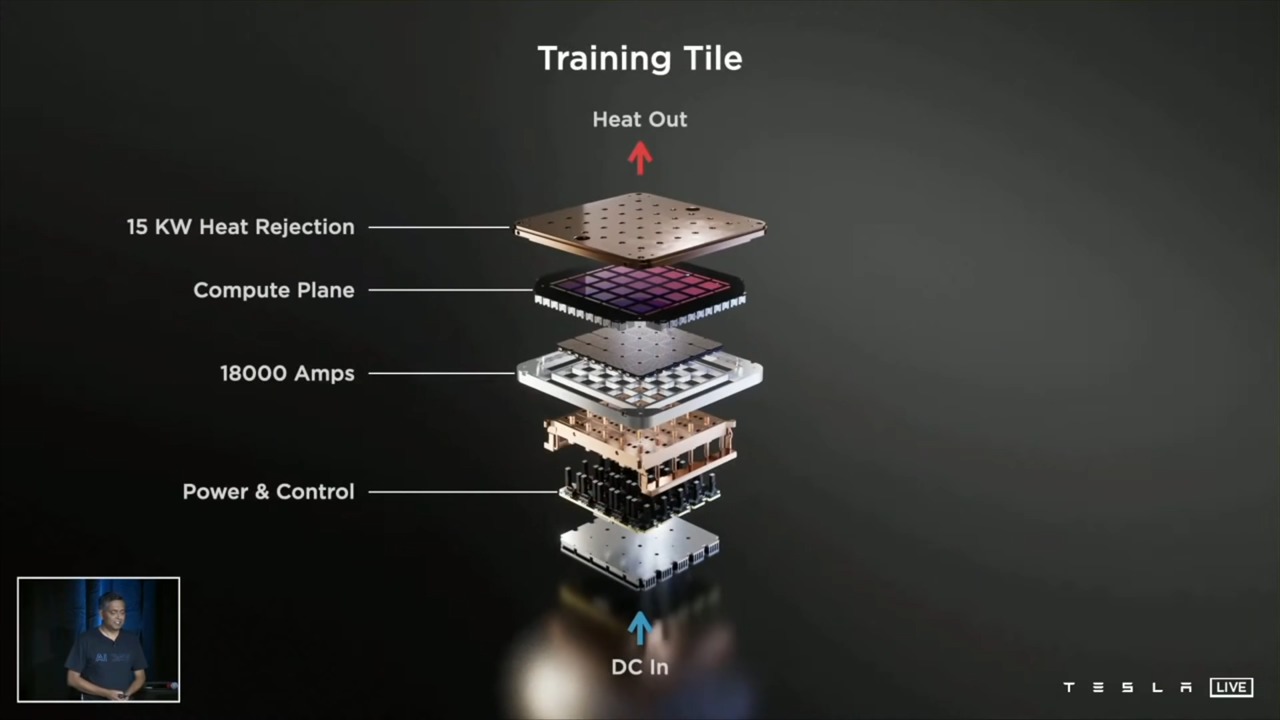 Training Tile
Heat Out
15 KW Heat Rejection
Compute Plane
18000 Amps
Power & Control
DC In
TESLA LIVE